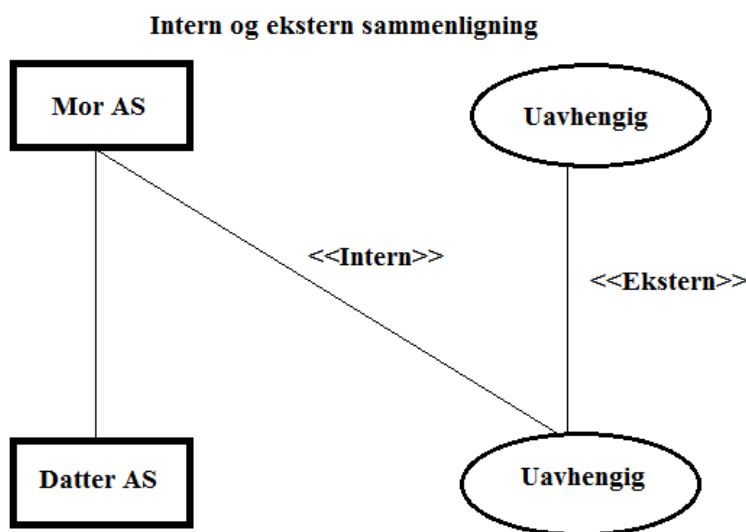 Intern og ekstern sammenligning
Mor AS
Uavhengig
<<Intern>>
<<Ekstern>>
Datter AS
Uavhengig